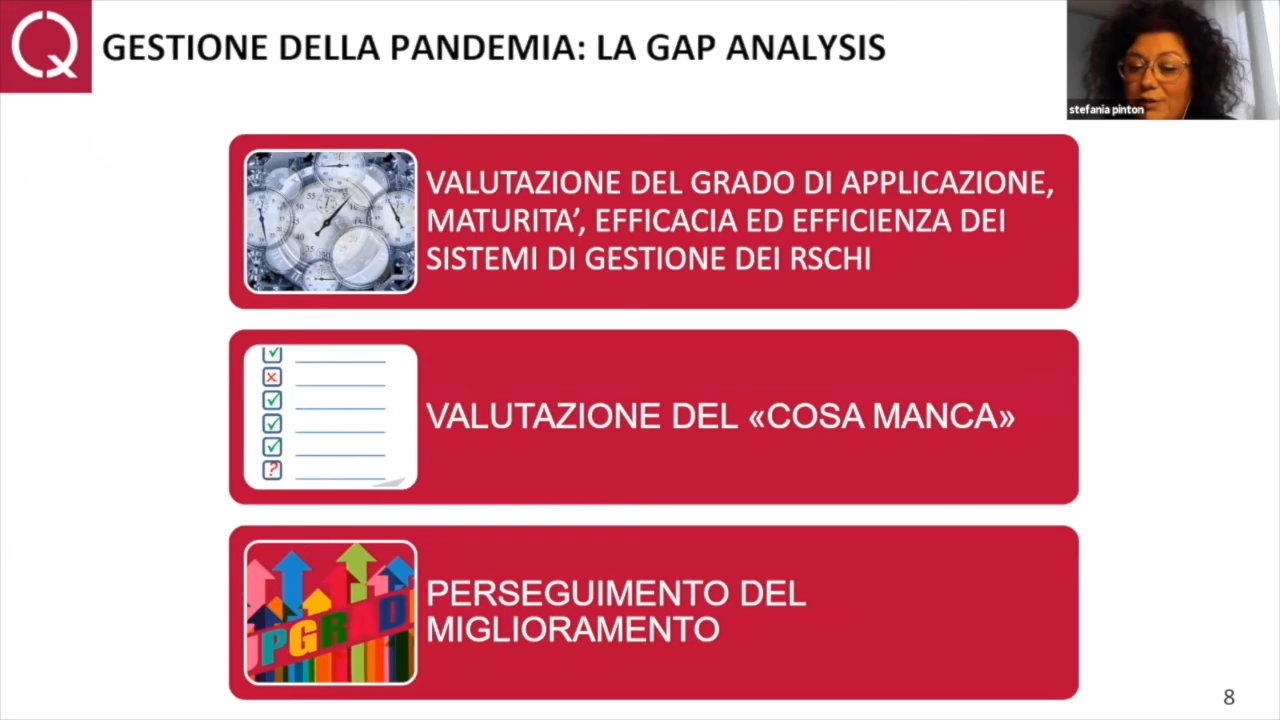 GESTIONE DELLA PANDEMIA: LA GAP ANALYSIS
stefania pinton
VALUTAZIONE DEL GRADO DI APPLICAZIONE,
MATURITA’, EFFICACIA ED EFFICIENZA DEI
SISTEMI DI GESTIONE DEI RSCHI
VALUTAZIONE DEL «COSA MANCA»
PERSEGUIMENTO DEL
MIGLIORAMENTO
8